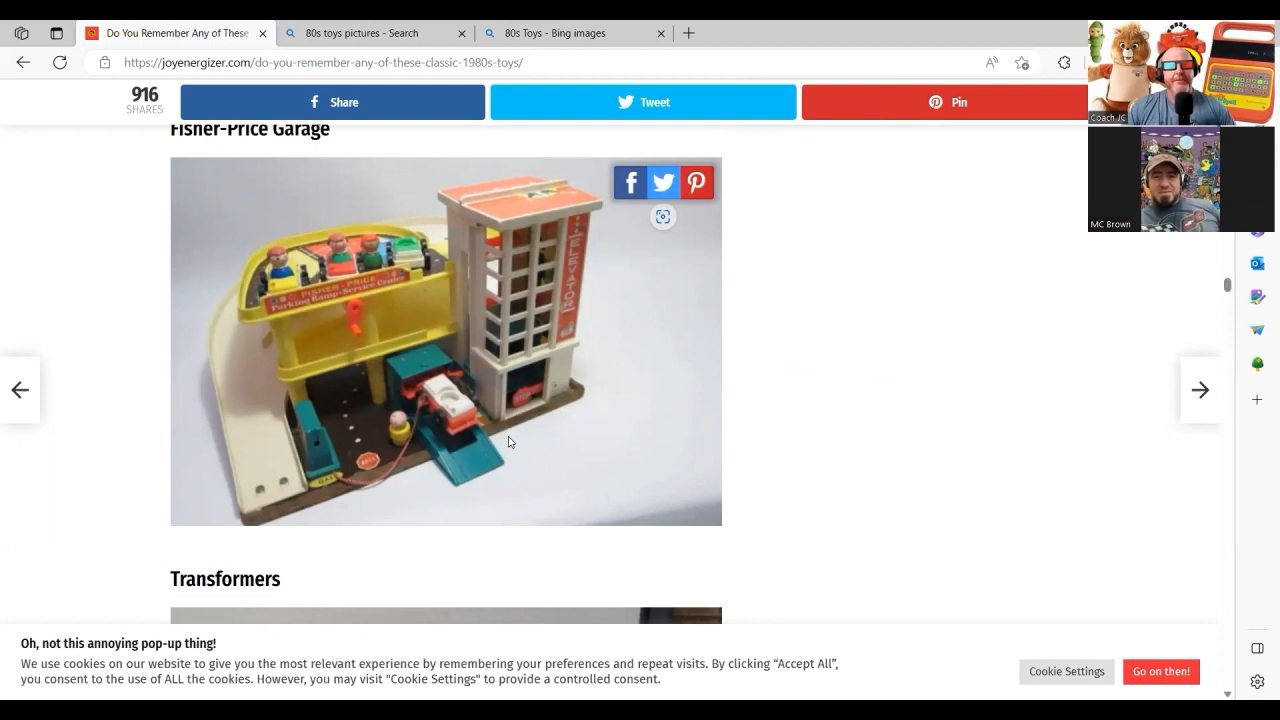 Do You Remember Any of These
80s toys pictures - Search
80s Toys - Bing images
https://joyenergizer.com/do-you-remember-any-of-these-classic-1980s-toys/
916
SHARES
Share
Tweet
Pin
Coach JC
MC Brown
Fisher-Price Garage
FISHER-PRICE
Parking Ramp-Service Center
ELEVATOR
GAS
Transformers
Oh, not this annoying pop-up thing!
We use cookies on our website to give you the most relevant experience by remembering your preferences and repeat visits. By clicking “Accept All”,
you consent to the use of ALL the cookies. However, you may visit "Cookie Settings" to provide a controlled consent.
Cookie Settings
Go on then!